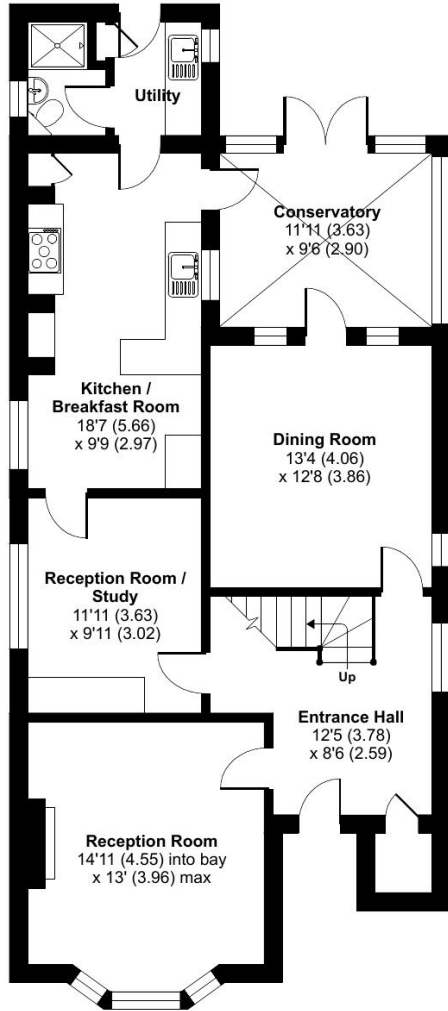 Utility
Conservatory
11'11 (3.63)
x 9'6 (2.90)
Kitchen /
Breakfast Room
18'7 (5.66)
x 9'9 (2.97)
Dining Room
13'4 (4.06)
x 12'8 (3.86)
Reception Room /
Study
11'11 (3.63)
x 9'11 (3.02)
Up
Entrance Hall
12'5 (3.78)
x 8'6 (2.59)
Reception Room
14'11 (4.55) into bay
x 13' (3.96) max